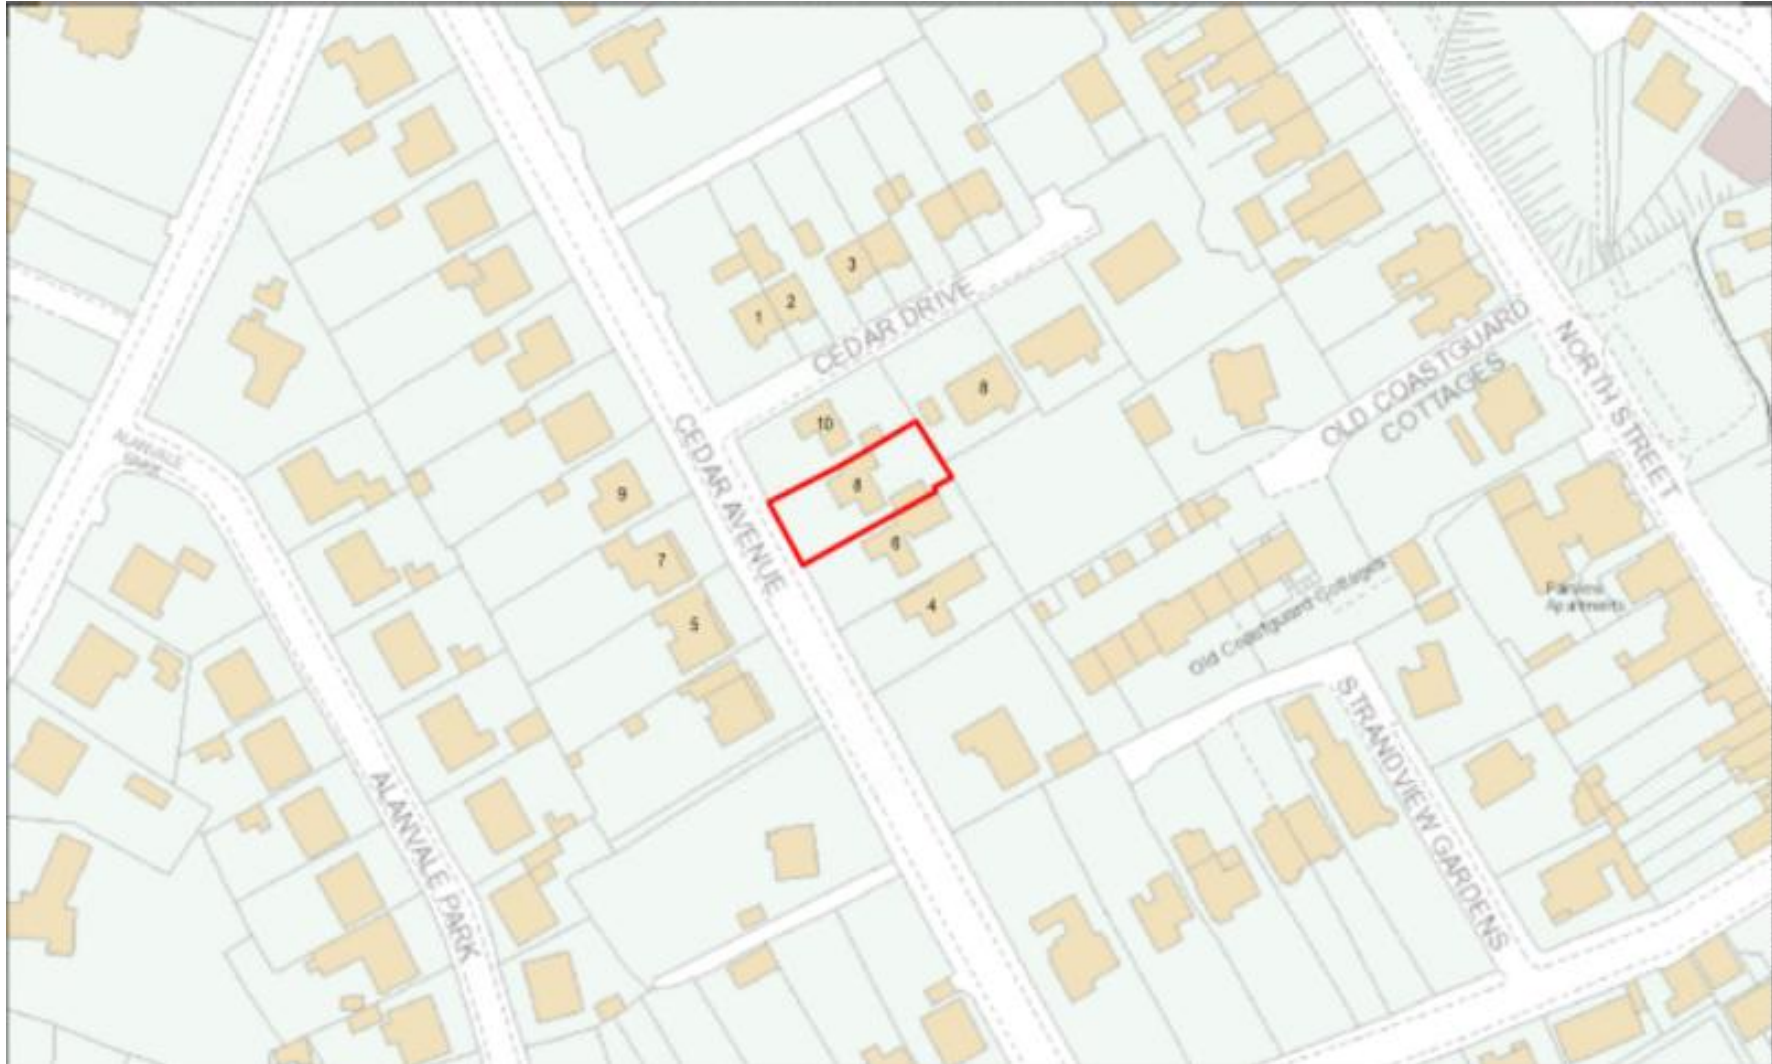 3
2
1
CEDAR DRIVE
8
10
CEDAR AVENUE
8
9
6
7
4
5
OLD COASTGUARD
COTTAGES
NORTH STREET
Old Coastguard Cottages
Apartments
STRANDVIEW GARDENS
ALANVALE PARK